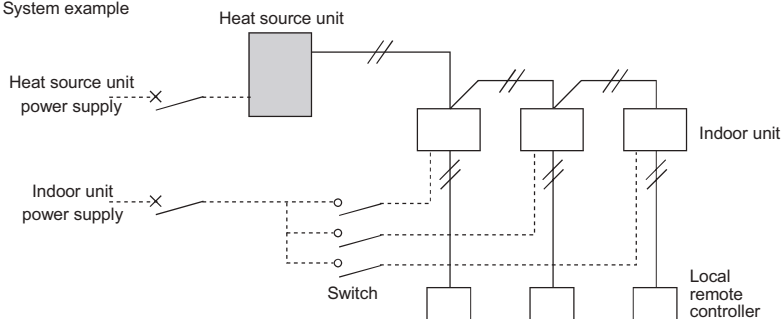 System example
Heat source unit
Heat source unit
power supply
Indoor unit
Indoor unit
power supply
Switch
Local
remote
controller